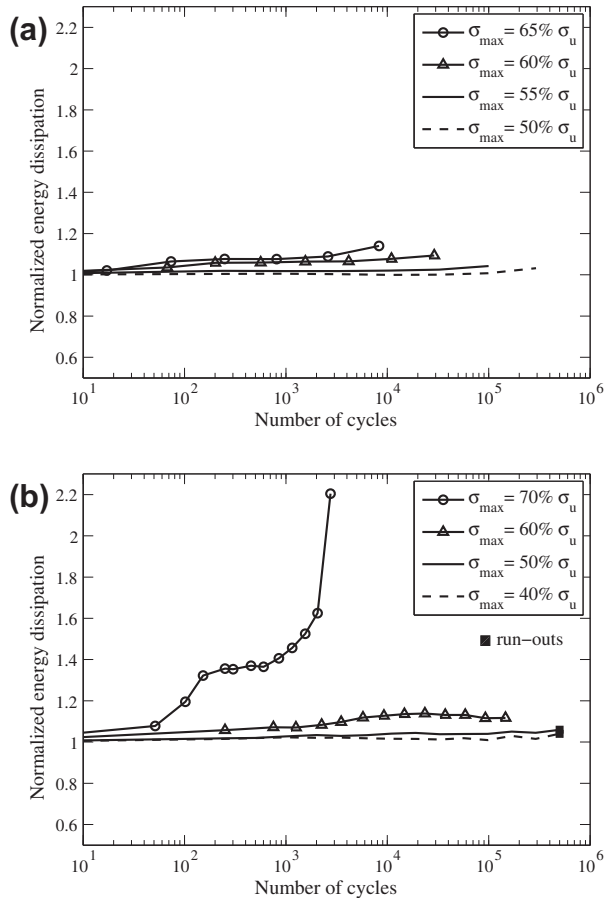 (a)
2.2
2
1.8
1.6
1.4
1.2
1
0.8
0.6
Normalized energy dissipation
σmax = 65% σu
σmax = 60% σu
σmax = 55% σu
σmax = 50% σu
10^1
10^2
10^3
10^4
10^5
10^6
Number of cycles
(b)
2.2
2
1.8
1.6
1.4
1.2
1
0.8
0.6
Normalized energy dissipation
σmax = 70% σu
σmax = 60% σu
σmax = 50% σu
σmax = 40% σu
run−outs
10^1
10^2
10^3
10^4
10^5
10^6
Number of cycles